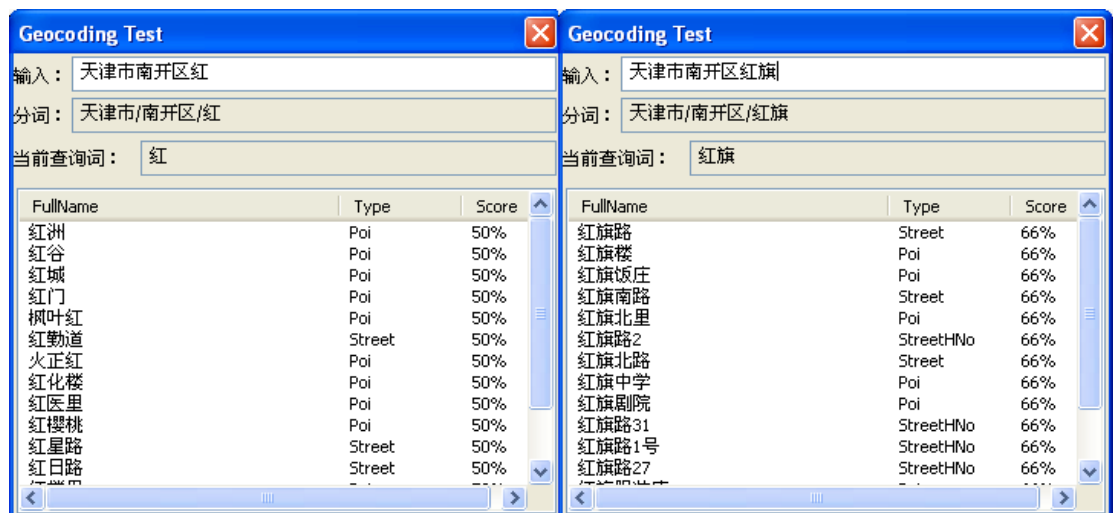 Geocoding Test
输入： 天津市南开区红
分词： 天津市/南开区/红
当前查询词： 红
FullName Type Score
红洲 Poi 50%
红谷 Poi 50%
红城 Poi 50%
红门 Poi 50%
枫叶红 Poi 50%
红勤道 Street 50%
火正红 Poi 50%
红化楼 Poi 50%
红医里 Poi 50%
红樱桃 Poi 50%
红星路 Street 50%
红日路 Street 50%
Geocoding Test
输入： 天津市南开区红旗
分词： 天津市/南开区/红旗
当前查询词： 红旗
FullName Type Score
红旗路 Street 66%
红旗楼 Poi 66%
红旗饭庄 Poi 66%
红旗南路 Street 66%
红旗北里 Poi 66%
红旗路2 StreetHNo 66%
红旗北路 Street 66%
红旗中学 Poi 66%
红旗剧院 Poi 66%
红旗路31 StreetHNo 66%
红旗路1号 StreetHNo 66%
红旗路27 StreetHNo 66%